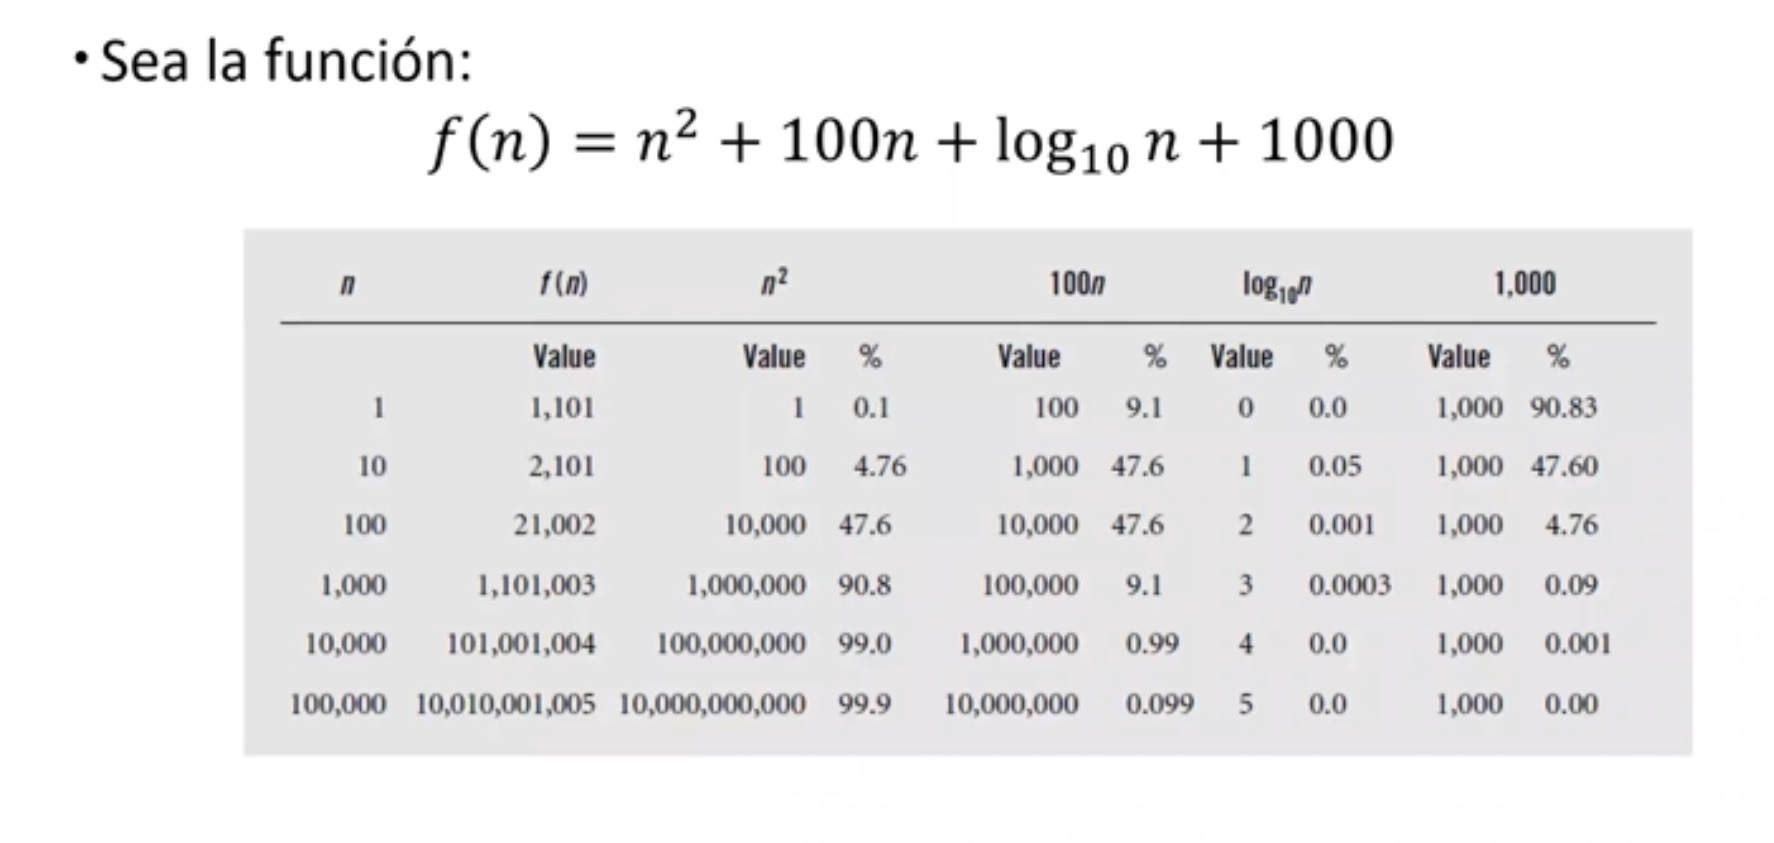 • Sea la función:
f(n) = n² + 100n + log₁₀ n + 1000
n f(n) n² 100n log₁₀n 1,000
Value Value % Value % Value % Value %
1 1,101 1 0.1 100 9.1 0 0.0 1,000 90.83
10 2,101 100 4.76 1,000 47.6 1 0.05 1,000 47.60
100 21,002 10,000 47.6 10,000 47.6 2 0.001 1,000 4.76
1,000 1,101,003 1,000,000 90.8 100,000 9.1 3 0.0003 1,000 0.09
10,000 101,001,004 100,000,000 99.0 1,000,000 0.99 4 0.0 1,000 0.001
100,000 10,010,001,005 10,000,000,000 99.9 10,000,000 0.099 5 0.0 1,000 0.00